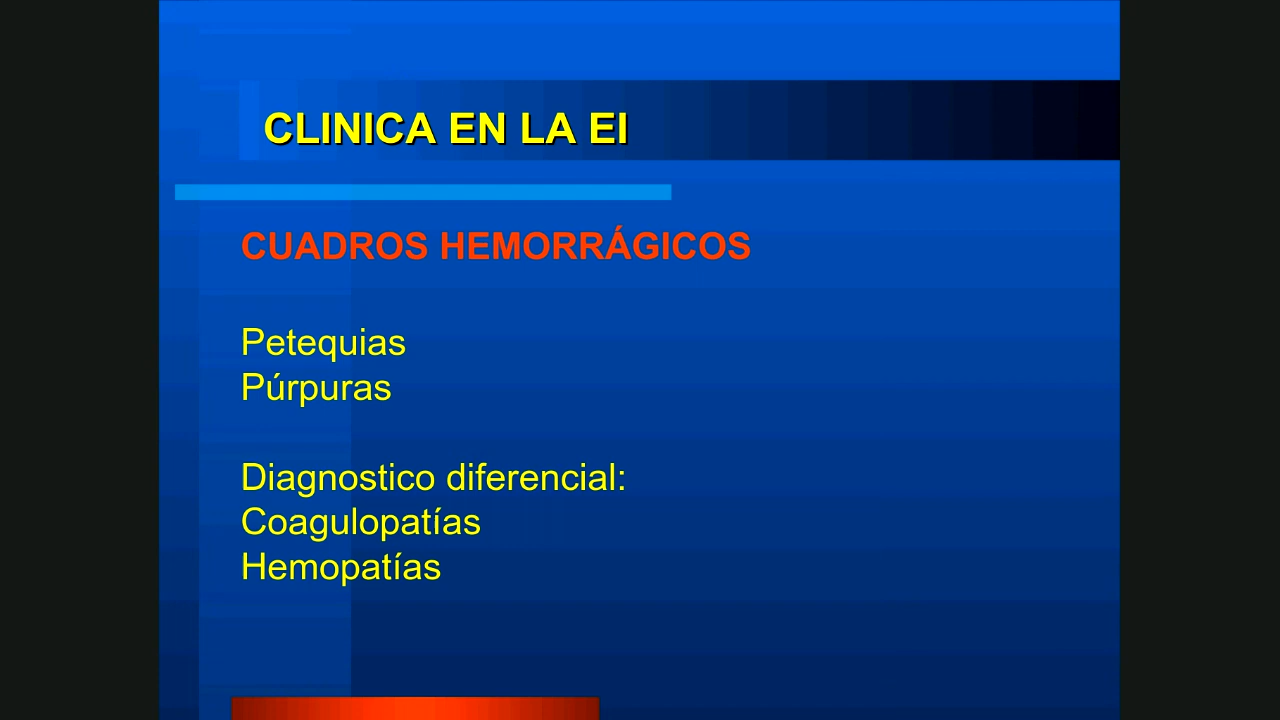 CLINICA EN LA EI
CUADROS HEMORRÁGICOS
Petequias
Púrpuras
Diagnostico diferencial:
Coagulopatías
Hemopatías